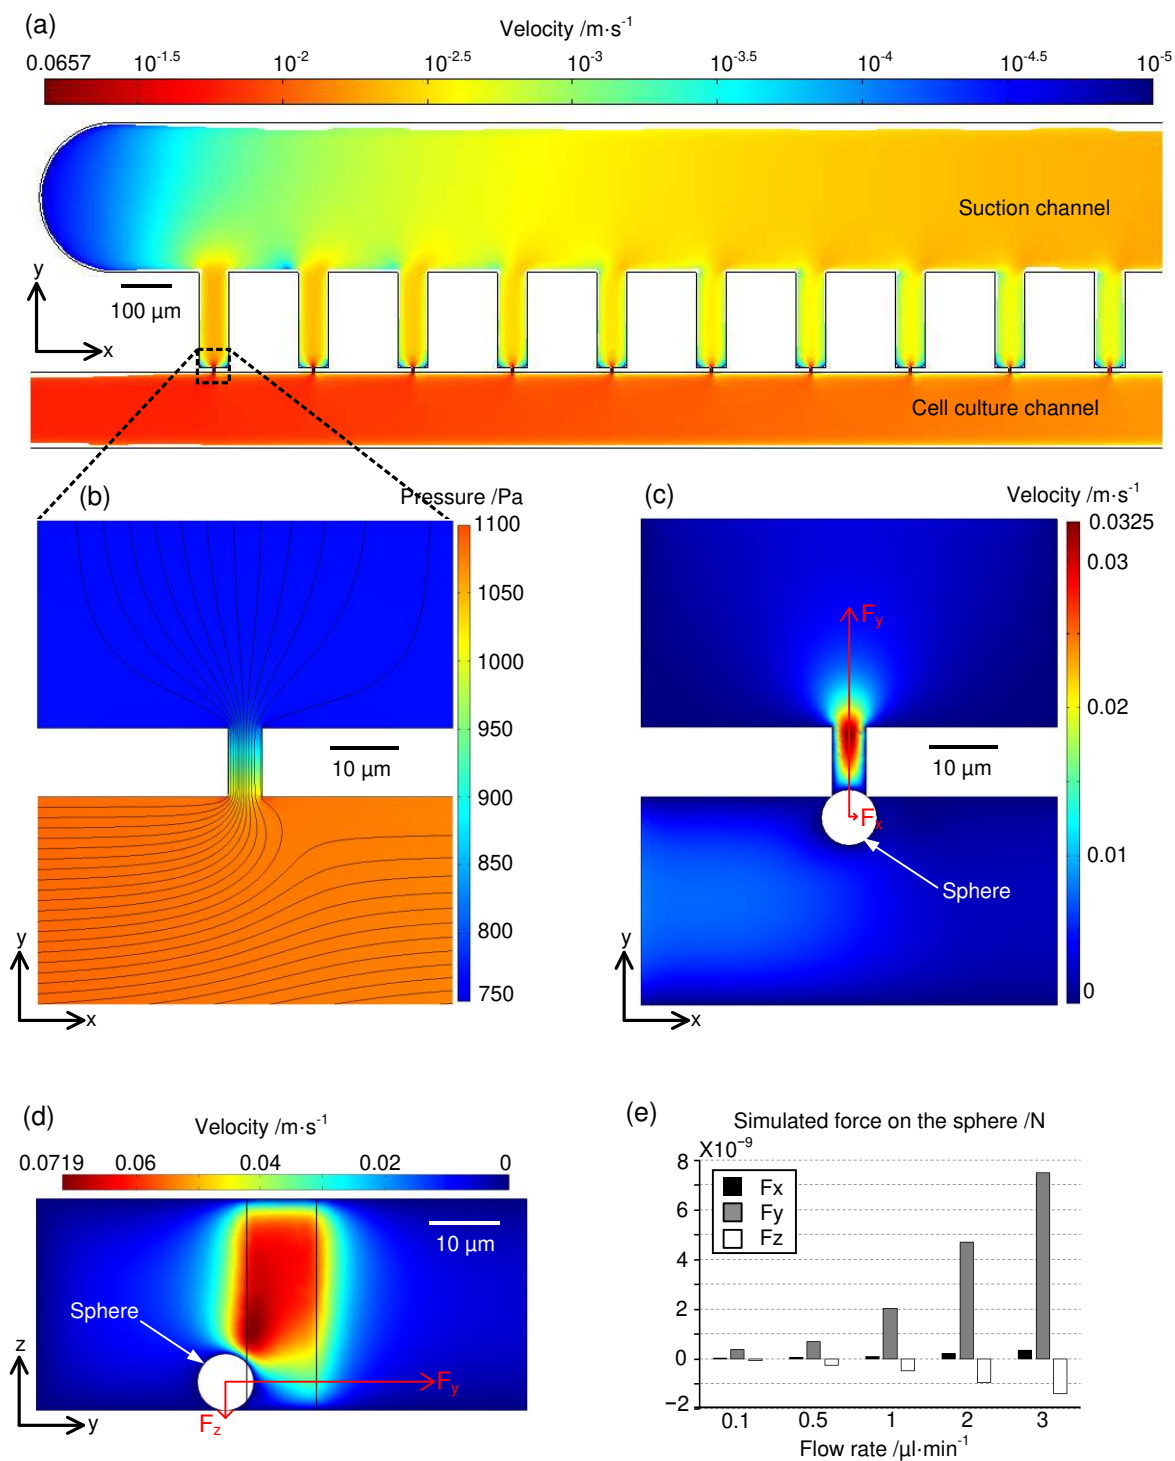 (a)
Velocity /m·s⁻¹
0.0657 10⁻¹·⁵ 10⁻² 10⁻²·⁵ 10⁻³ 10⁻³·⁵ 10⁻⁴ 10⁻⁴·⁵ 10⁻⁵
Suction channel
y
100 µm
x
Cell culture channel
(b)
Pressure /Pa
1100
1050
1000
950
900
850
800
750
10 µm
y
x
(c)
Velocity /m·s⁻¹
0.0325
0.03
0.02
0.01
0
Fy
10 µm
Fx
Sphere
y
x
(d)
Velocity /m·s⁻¹
0.0719 0.06 0.04 0.02 0
10 µm
Sphere
z
Fy
Fz
y
(e)
Simulated force on the sphere /N
X10⁻⁹
8
6
4
2
0
−2
Fx
Fy
Fz
0.1 0.5 1 2 3
Flow rate /µl·min⁻¹